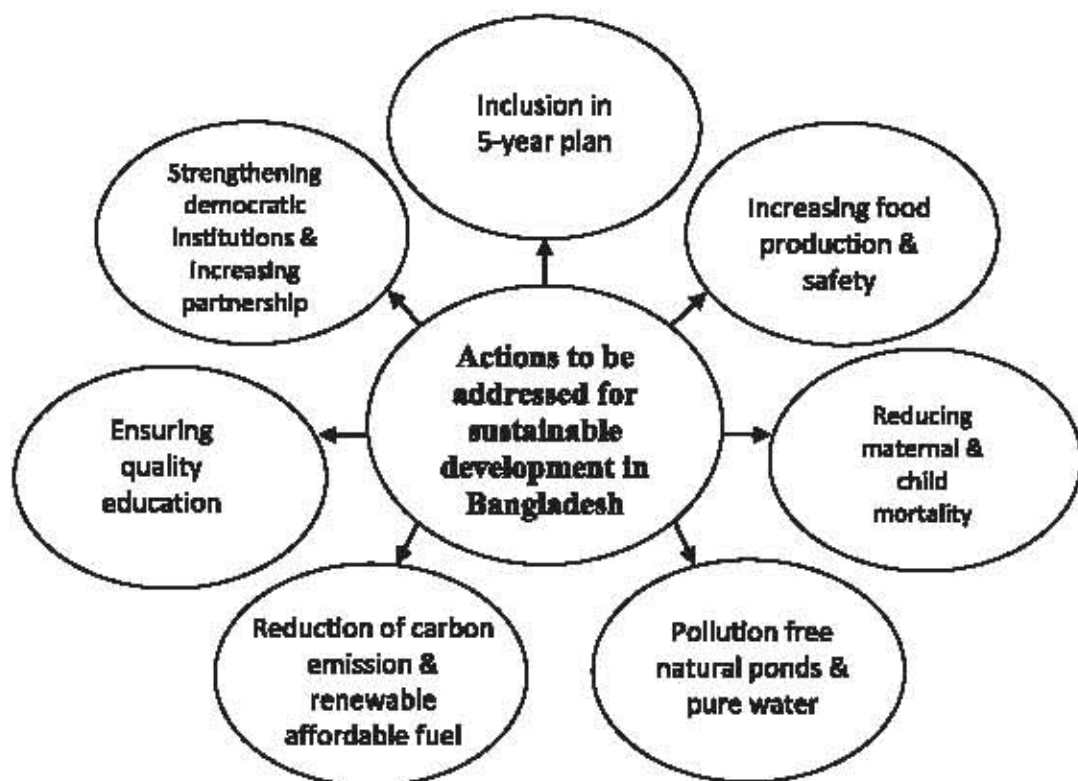 Inclusion in
5-year plan
Strengthening
democratic
institutions &
increasing
partnership
Increasing food
production &
safety
Actions to be
addressed for
sustainable
development in
Bangladesh
Ensuring
quality
education
Reducing
maternal &
child
mortality
Reduction of carbon
emission &
renewable
affordable fuel
Pollution free
natural ponds &
pure water